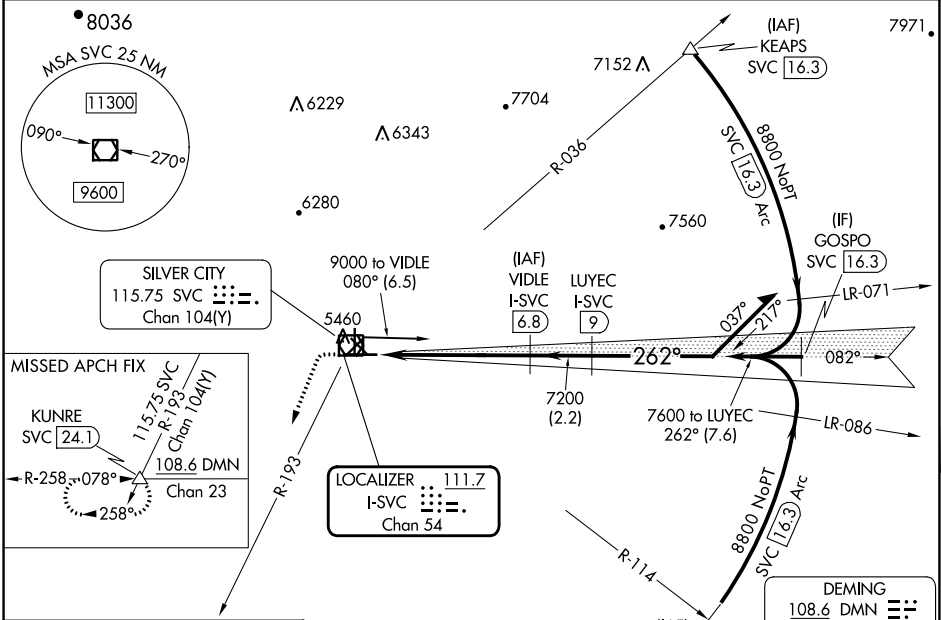 8036
MSA SVC 25 NM
11300
090°
270°
9600
6229
6343
7704
6280
7152
(IAF)
KEAPS
SVC 16.3
7971
R-036
8800 NoPT
SVC 16.3 Arc
7560
(IF)
GOSPO
SVC 16.3
SILVER CITY
115.75 SVC
Chan 104(Y)
9000 to VIDLE
080° (6.5)
(IAF)
VIDLE
I-SVC
6.8
LUYEC
I-SVC
9
037°
217°
LR-071
5460
262°
082°
7200
(2.2)
7600 to LUYEC
262° (7.6)
LR-086
MISSED APCH FIX
115.75 SVC
R-193
Chan 104(Y)
KUNRE
SVC 24.1
108.6 DMN
Chan 23
R-258
078°
258°
R-193
LOCALIZER 111.7
I-SVC
Chan 54
8800 NoPT
SVC 16.3 Arc
R-114
DEMING
108.6 DMN